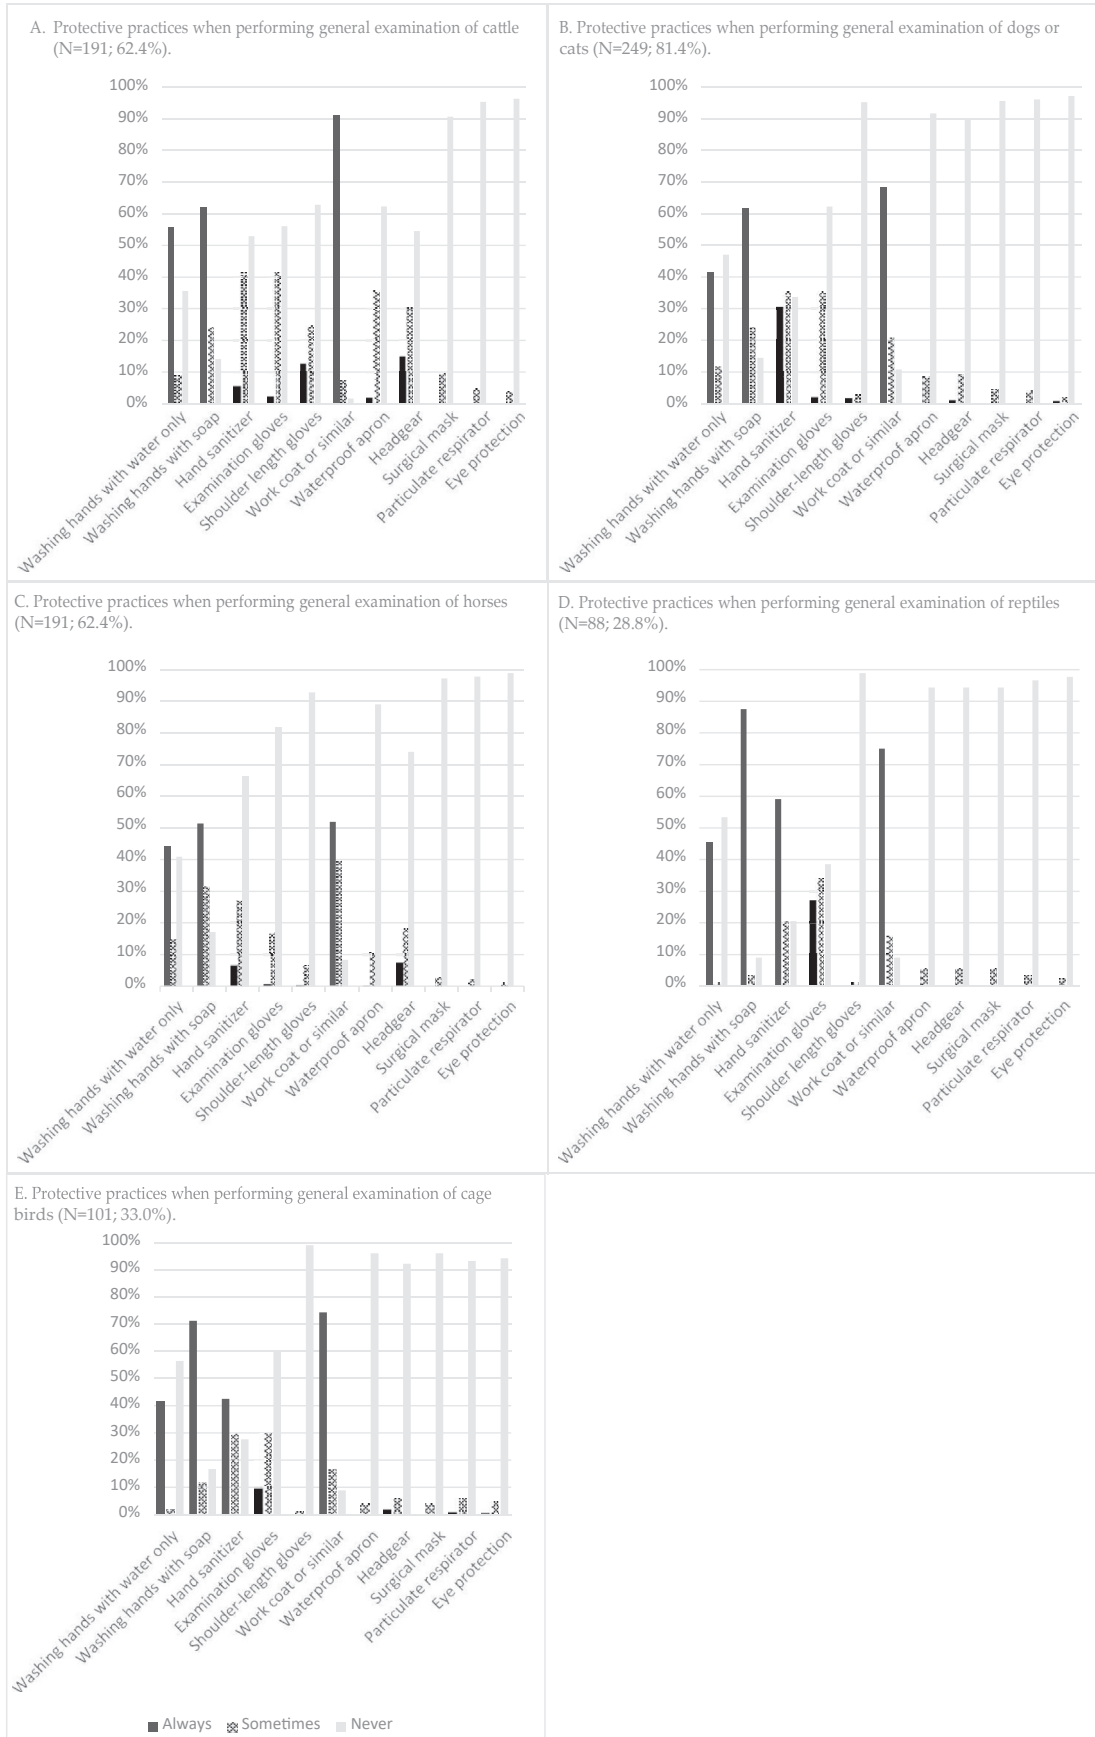 A. Protective practices when performing general examination of cattle
(N=191; 62.4%).
100%
90%
80%
70%
60%
50%
40%
30%
20%
10%
0%
Washing hands with water only
Washing hands with soap
Hand sanitizer
Examination gloves
Shoulder length gloves
Work coat or similar
Waterproof apron
Headgear
Surgical mask
Particulate respirator
Eye protection
B. Protective practices when performing general examination of dogs or
cats (N=249; 81.4%).
100%
90%
80%
70%
60%
50%
40%
30%
20%
10%
0%
Washing hands with water only
Washing hands with soap
Hand sanitizer
Examination gloves
Shoulder-length gloves
Work coat or similar
Waterproof apron
Headgear
Surgical mask
Particulate respirator
Eye protection
C. Protective practices when performing general examination of horses
(N=191; 62.4%).
100%
90%
80%
70%
60%
50%
40%
30%
20%
10%
0%
Washing hands with water only
Washing hands with soap
Hand sanitizer
Examination gloves
Shoulder-length gloves
Work coat or similar
Waterproof apron
Headgear
Surgical mask
Particulate respirator
Eye protection
D. Protective practices when performing general examination of reptiles
(N=88; 28.8%).
100%
90%
80%
70%
60%
50%
40%
30%
20%
10%
0%
Washing hands with water only
Washing hands with soap
Hand sanitizer
Examination gloves
Shoulder length gloves
Work coat or similar
Waterproof apron
Headgear
Surgical mask
Particulate respirator
Eye protection
E. Protective practices when performing general examination of cage
birds (N=101; 33.0%).
100%
90%
80%
70%
60%
50%
40%
30%
20%
10%
0%
Washing hands with water only
Washing hands with soap
Hand sanitizer
Examination gloves
Shoulder-length gloves
Work coat or similar
Waterproof apron
Headgear
Surgical mask
Particulate respirator
Eye protection
Always Sometimes Never